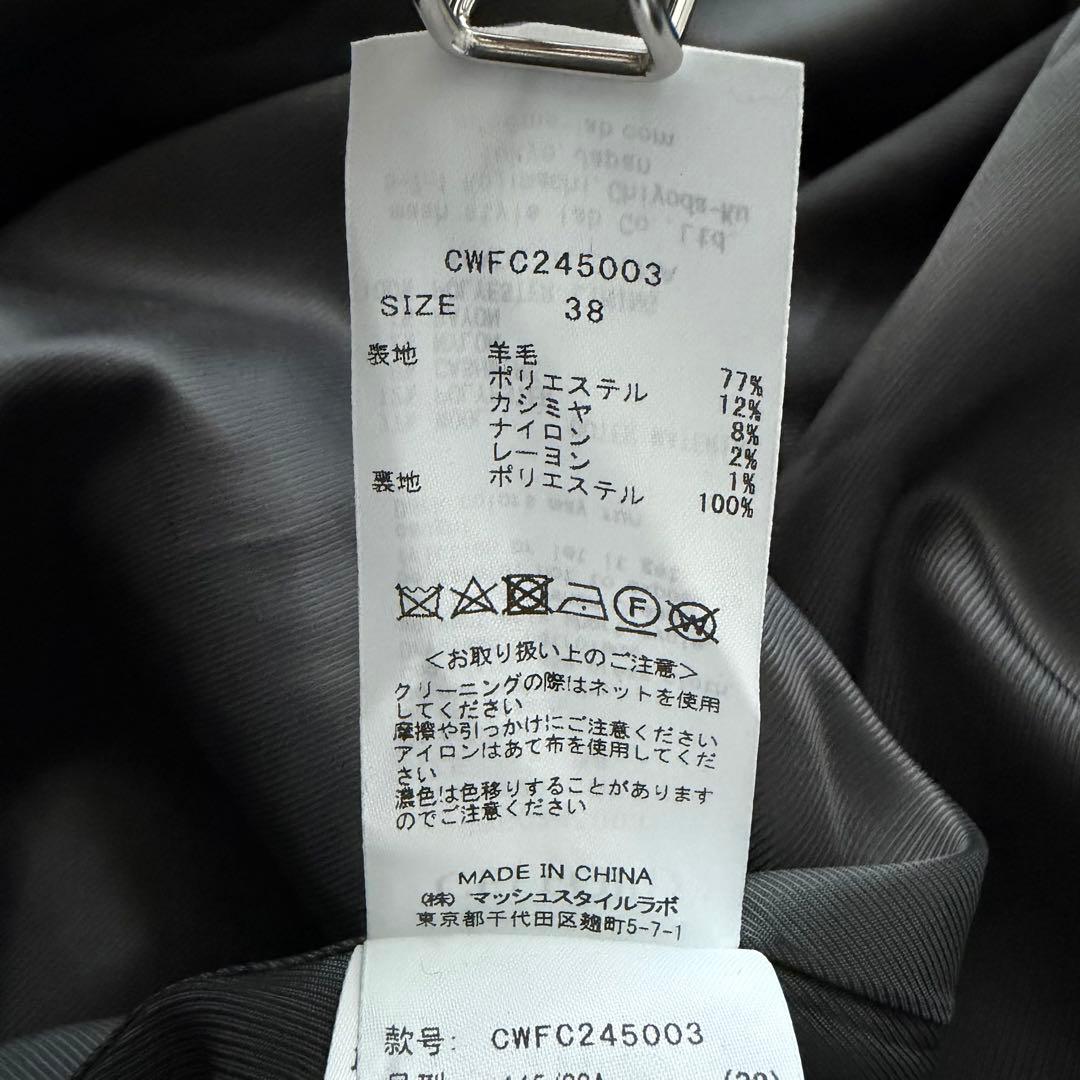 CWFC245003
SIZE 38
表地 羊毛 77%
ポリエステル 12%
カシミヤ 8%
ナイロン 2%
レーヨン 1%
裏地 ポリエステル 100%
F W
<お取り扱い上のご注意>
クリーニングの際はネットを使用
してください
摩擦や引っかけにご注意ください
アイロンはあて布を使用してくだ
さい
濃色は色移りすることがあります
のでご注意ください
MADE IN CHINA
(株) マッシュスタイルラボ
東京都千代田区麹町5-7-1
款号: CWFC245003